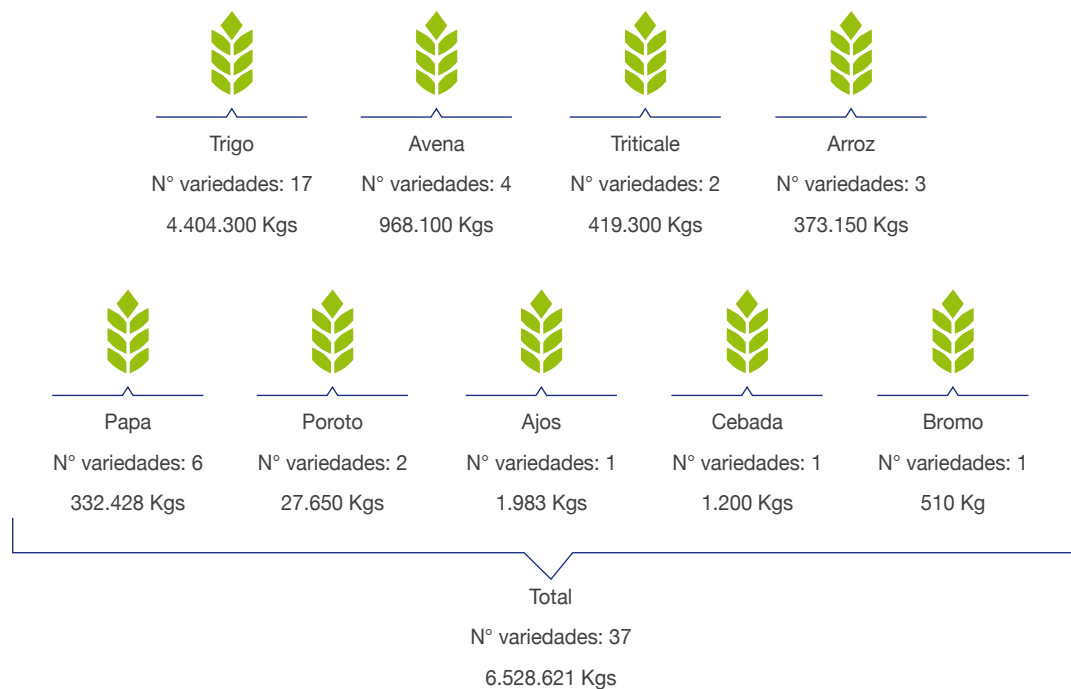 Trigo
N° variedades: 17
4.404.300 Kgs
Avena
N° variedades: 4
968.100 Kgs
Triticale
N° variedades: 2
419.300 Kgs
Arroz
N° variedades: 3
373.150 Kgs
Papa
N° variedades: 6
332.428 Kgs
Poroto
N° variedades: 2
27.650 Kgs
Ajos
N° variedades: 1
1.983 Kgs
Cebada
N° variedades: 1
1.200 Kgs
Bromo
N° variedades: 1
510 Kg
Total
N° variedades: 37
6.528.621 Kgs